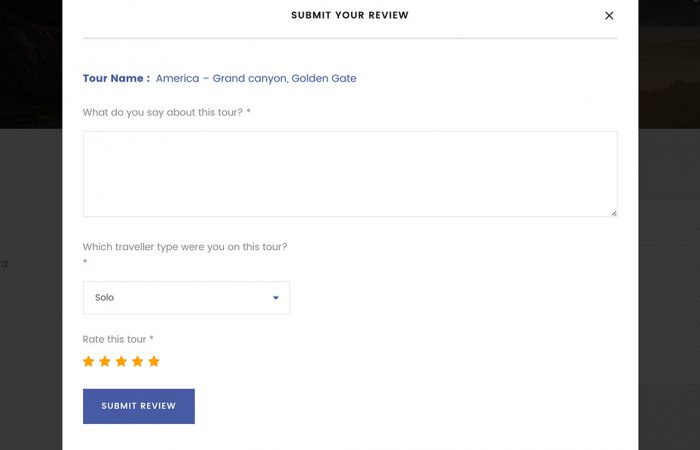 SUBMIT YOUR REVIEW
Tour Name : America – Grand canyon, Golden Gate
What do you say about this tour? *
Which traveller type were you on this tour?
*
Solo
Rate this tour *
SUBMIT REVIEW